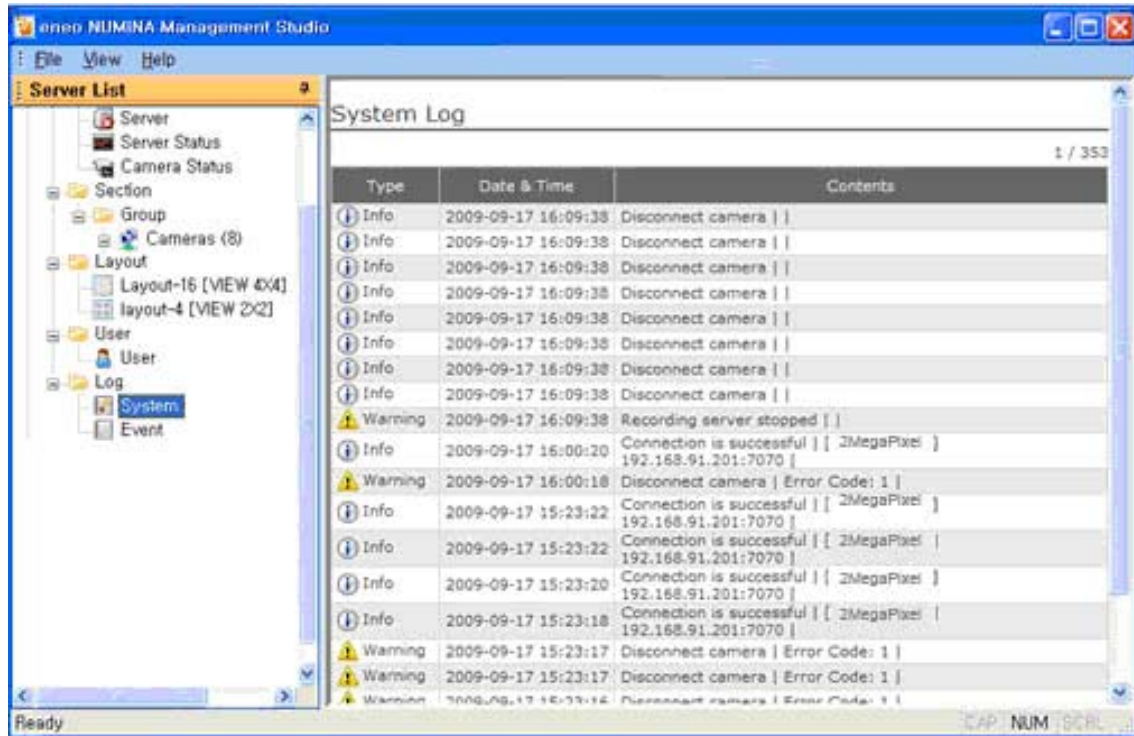 eneo NUMINA Management Studio
File View Help
Server List
Server
Server Status
Camera Status
Section
Group
Cameras (8)
Layout
Layout-16 [VIEW 4X4]
layout-4 [VIEW 2X2]
User
User
Log
System
Event
System Log
1 / 353
Type Date & Time Contents
Info 2009-09-17 16:09:38 Disconnect camera | |
Info 2009-09-17 16:09:38 Disconnect camera | |
Info 2009-09-17 16:09:38 Disconnect camera | |
Info 2009-09-17 16:09:38 Disconnect camera | |
Info 2009-09-17 16:09:38 Disconnect camera | |
Info 2009-09-17 16:09:38 Disconnect camera | |
Info 2009-09-17 16:09:38 Disconnect camera | |
Info 2009-09-17 16:09:38 Disconnect camera | |
Warning 2009-09-17 16:09:38 Recording server stopped | |
Info 2009-09-17 16:00:20 Connection is successful | [ 2MegaPixel ]
192.168.91.201:7070 |
Warning 2009-09-17 16:00:18 Disconnect camera | Error Code: 1 |
Info 2009-09-17 15:23:22 Connection is successful | [ 2MegaPixel ]
192.168.91.201:7070 |
Info 2009-09-17 15:23:22 Connection is successful | [ 2MegaPixel |
192.168.91.201:7070 |
Info 2009-09-17 15:23:20 Connection is successful | [ 2MegaPixel ]
192.168.91.201:7070 |
Info 2009-09-17 15:23:18 Connection is successful | [ 2MegaPixel |
192.168.91.201:7070 |
Warning 2009-09-17 15:23:17 Disconnect camera | Error Code: 1 |
Warning 2009-09-17 15:23:17 Disconnect camera | Error Code: 1 |
Warning 2009-09-17 15:23:16 Disconnect camera | Error Code: 1 |
Ready CAP NUM SCRL